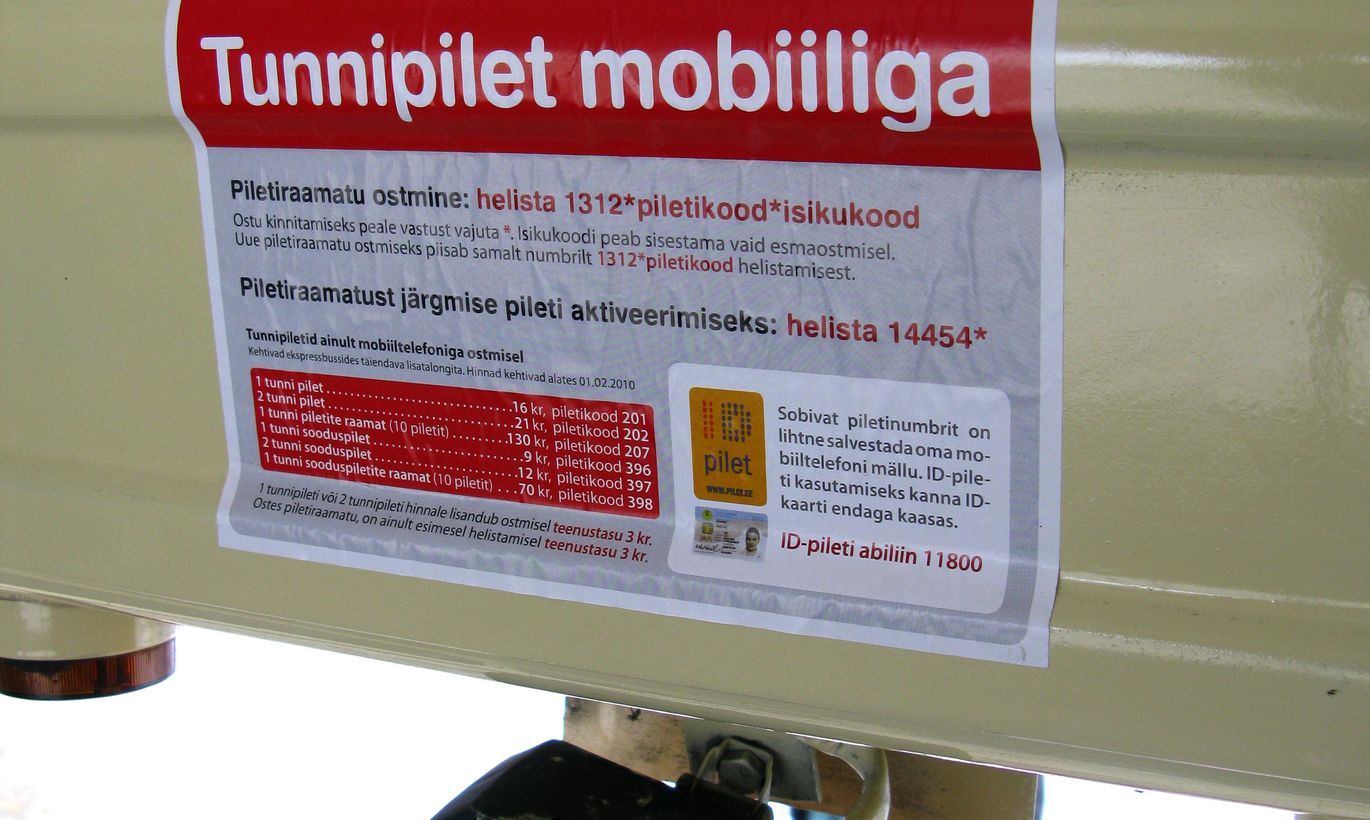 Tunnipilet mobiiliga
Piletiraamatu ostmine: helista 1312*piletikood*isikukood
Ostu kinnitamiseks peale vastust vajuta *. Isikukoodi peab sisestama vaid esmaostmisel.
Uue piletiraamatu ostmiseks piisab samalt numbrilt 1312*piletikood helistamisest.
Piletiraamatust järgmise pileti aktiveerimiseks: helista 14454*
Tunnipiletid ainult mobiiltelefoniga ostmisel
Kehtivad ekspressbussides täiendava lisatalongita. Hinnad kehtivad alates 01.02.2010
1 tunni pilet ........................16 kr, piletikood 201
2 tunni pilet ........................21 kr, piletikood 202
1 tunni piletite raamat (10 piletit) ........130 kr, piletikood 207
1 tunni sooduspilet ....................9 kr, piletikood 396
2 tunni sooduspilet ...................12 kr, piletikood 397
1 tunni sooduspiletite raamat (10 piletit) ...70 kr, piletikood 398
1 tunnipileti või 2 tunnipileti hinnale lisandub ostmisel teenustasu 3 kr.
Ostes piletiraamatu, on ainult esimesel helistamisel teenustasu 3 kr.
ID
pilet
WWW.PILET.EE
Sobivat piletinumbrit on
lihtne salvestada oma mo-
biiltelefoni mällu. ID-pile-
ti kasutamiseks kanna ID-
kaarti endaga kaasas.
ID-pileti abiliin 11800